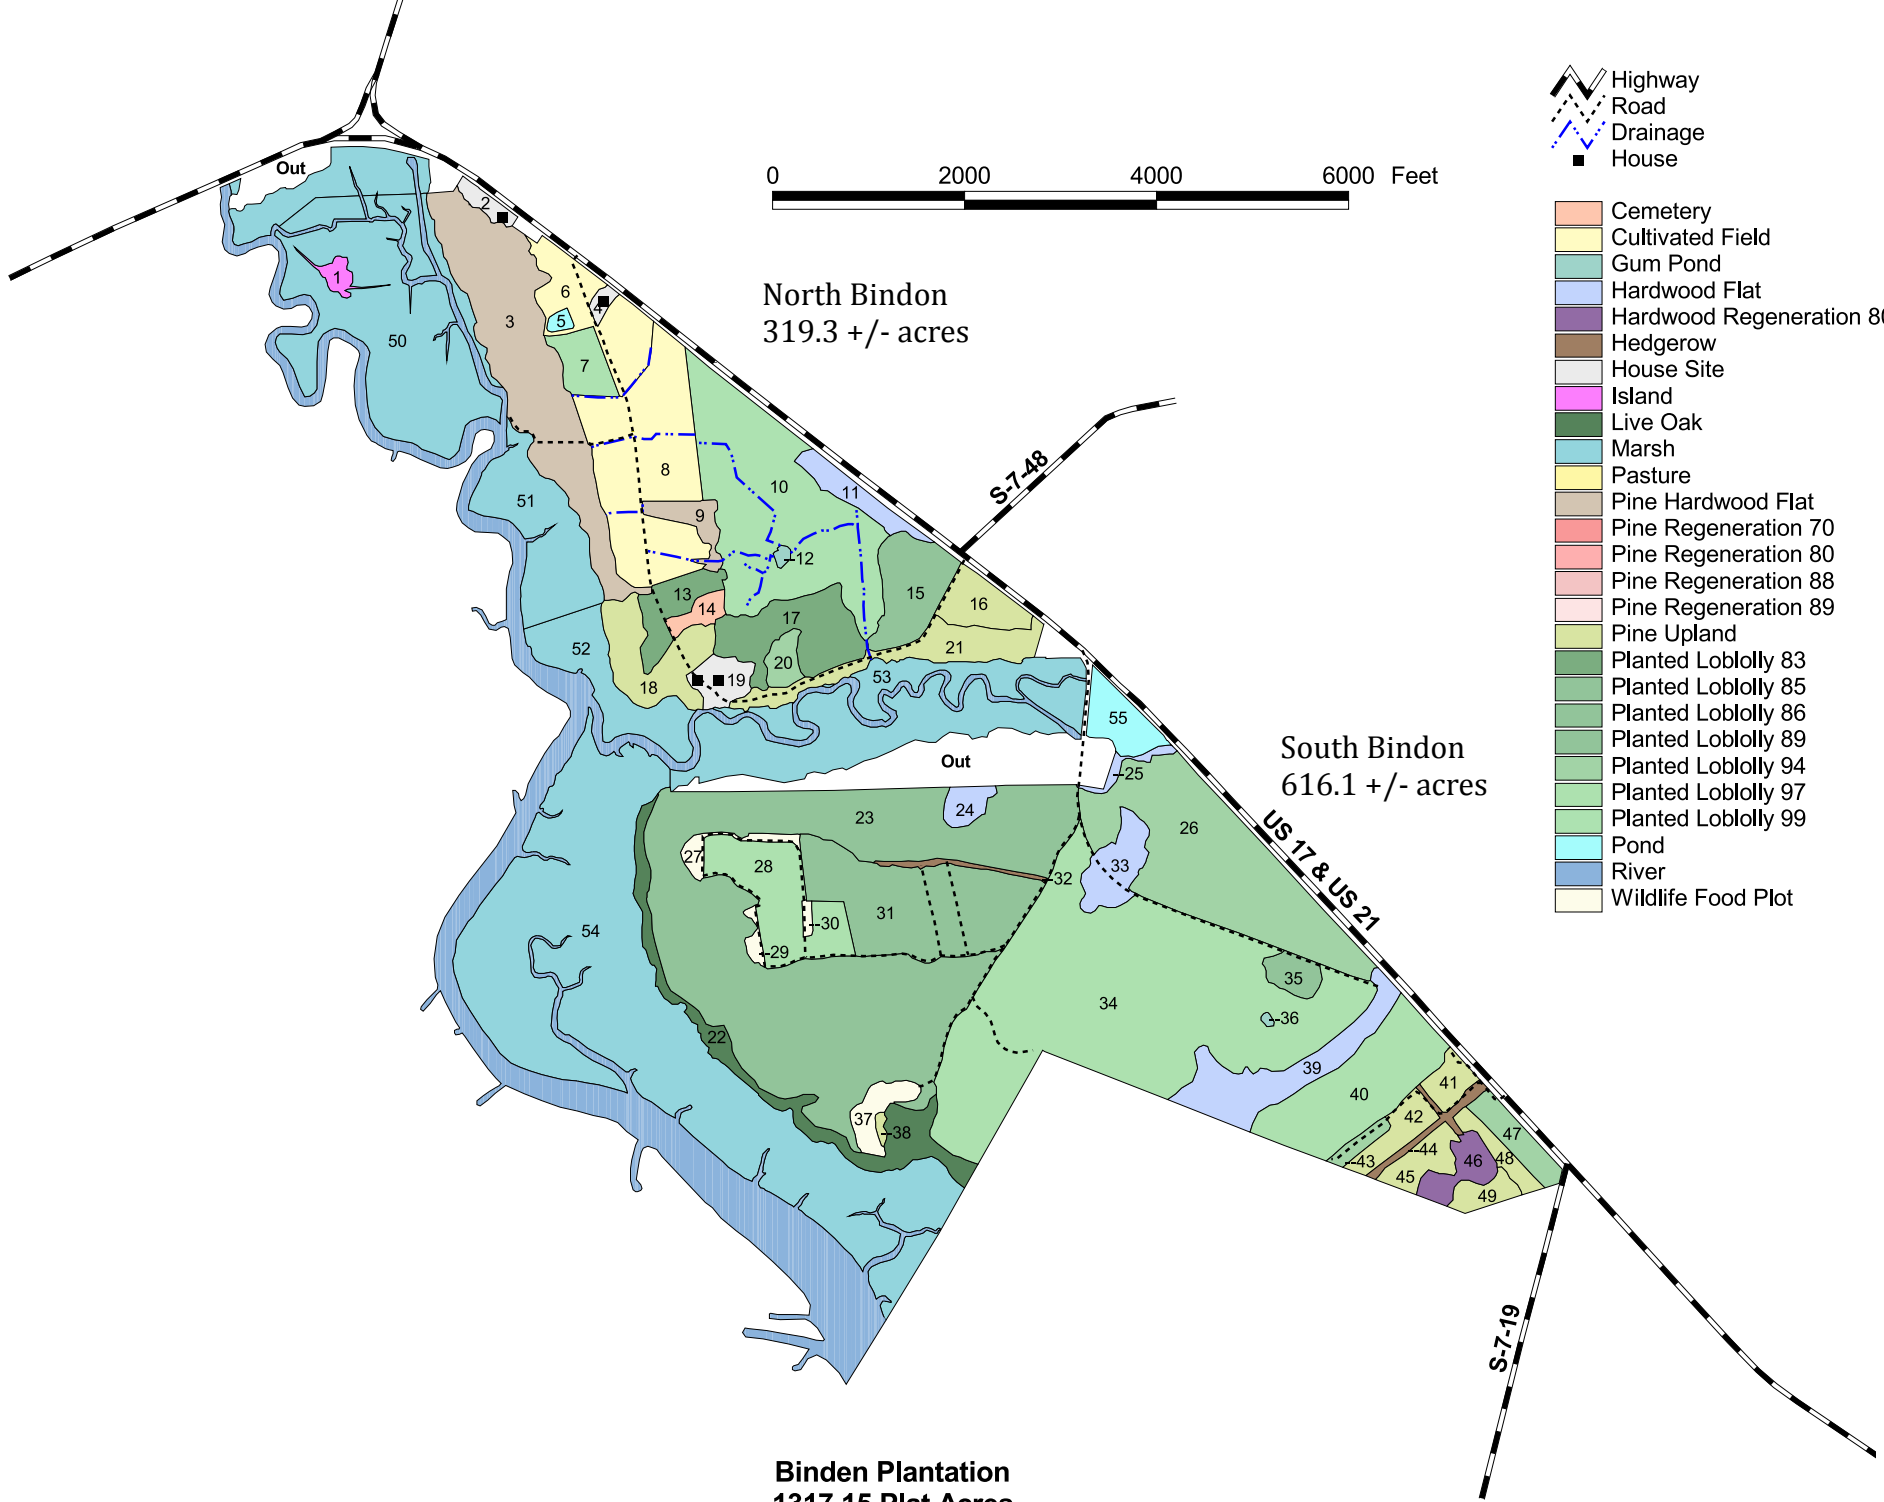 Highway
Road
Drainage
House
Out
0 2000 4000 6000 Feet
Cemetery
Cultivated Field
Gum Pond
Hardwood Flat
Hardwood Regeneration 80
Hedgerow
House Site
Island
Live Oak
Marsh
Pasture
Pine Hardwood Flat
Pine Regeneration 70
Pine Regeneration 80
Pine Regeneration 88
Pine Regeneration 89
Pine Upland
Planted Loblolly 83
Planted Loblolly 85
Planted Loblolly 86
Planted Loblolly 89
Planted Loblolly 94
Planted Loblolly 97
Planted Loblolly 99
Pond
River
Wildlife Food Plot
North Bindon
319.3 +/- acres
S-7-48
South Bindon
616.1 +/- acres
US 17 & US 21
S-7-19
Out
1
2
3
4
5
6
7
8
9
10
11
12
13
14
15
16
17
18
19
20
21
22
23
24
25
26
27
28
29
30
31
32
33
34
35
36
37
38
39
40
41
42
43
44
45
46
47
48
49
50
51
52
53
54
55
Binden Plantation
1317.15 Plat Acres